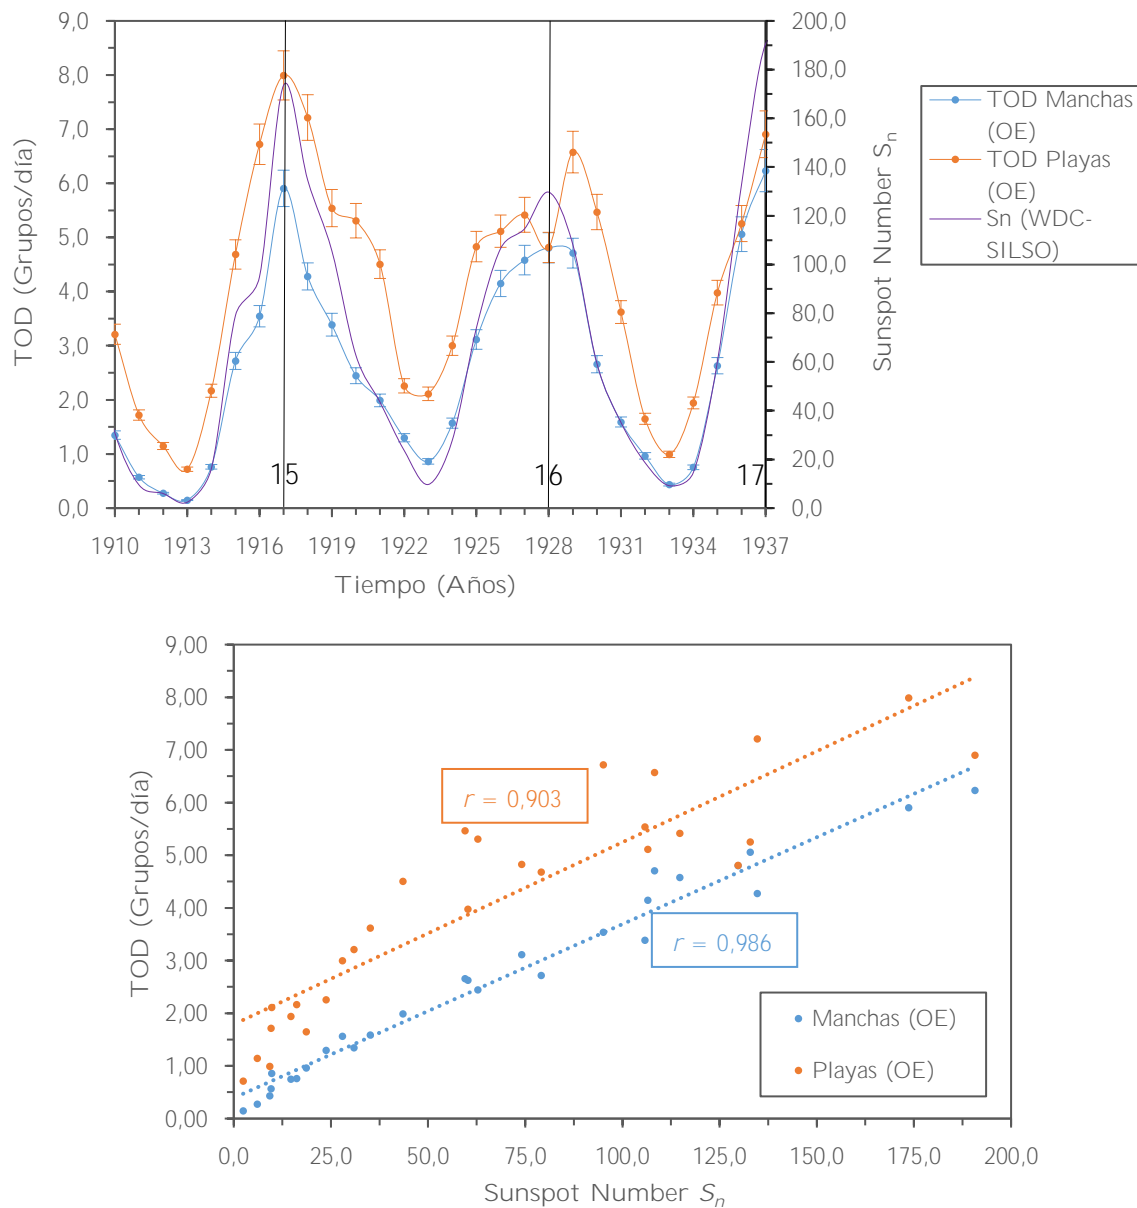 9,0
8,0
7,0
6,0
5,0
4,0
3,0
2,0
1,0
0,0
TOD (Grupos/día)
200,0
180,0
160,0
140,0
120,0
100,0
80,0
60,0
40,0
20,0
0,0
Sunspot Number Sn
15
16
17
1910 1913 1916 1919 1922 1925 1928 1931 1934 1937
Tiempo (Años)
TOD Manchas
(OE)
TOD Playas
(OE)
Sn (WDC-
SILSO)
9,00
8,00
7,00
6,00
5,00
4,00
3,00
2,00
1,00
0,00
TOD (Grupos/día)
r = 0,903
r = 0,986
Manchas (OE)
Playas (OE)
0,0 25,0 50,0 75,0 100,0 125,0 150,0 175,0 200,0
Sunspot Number Sn